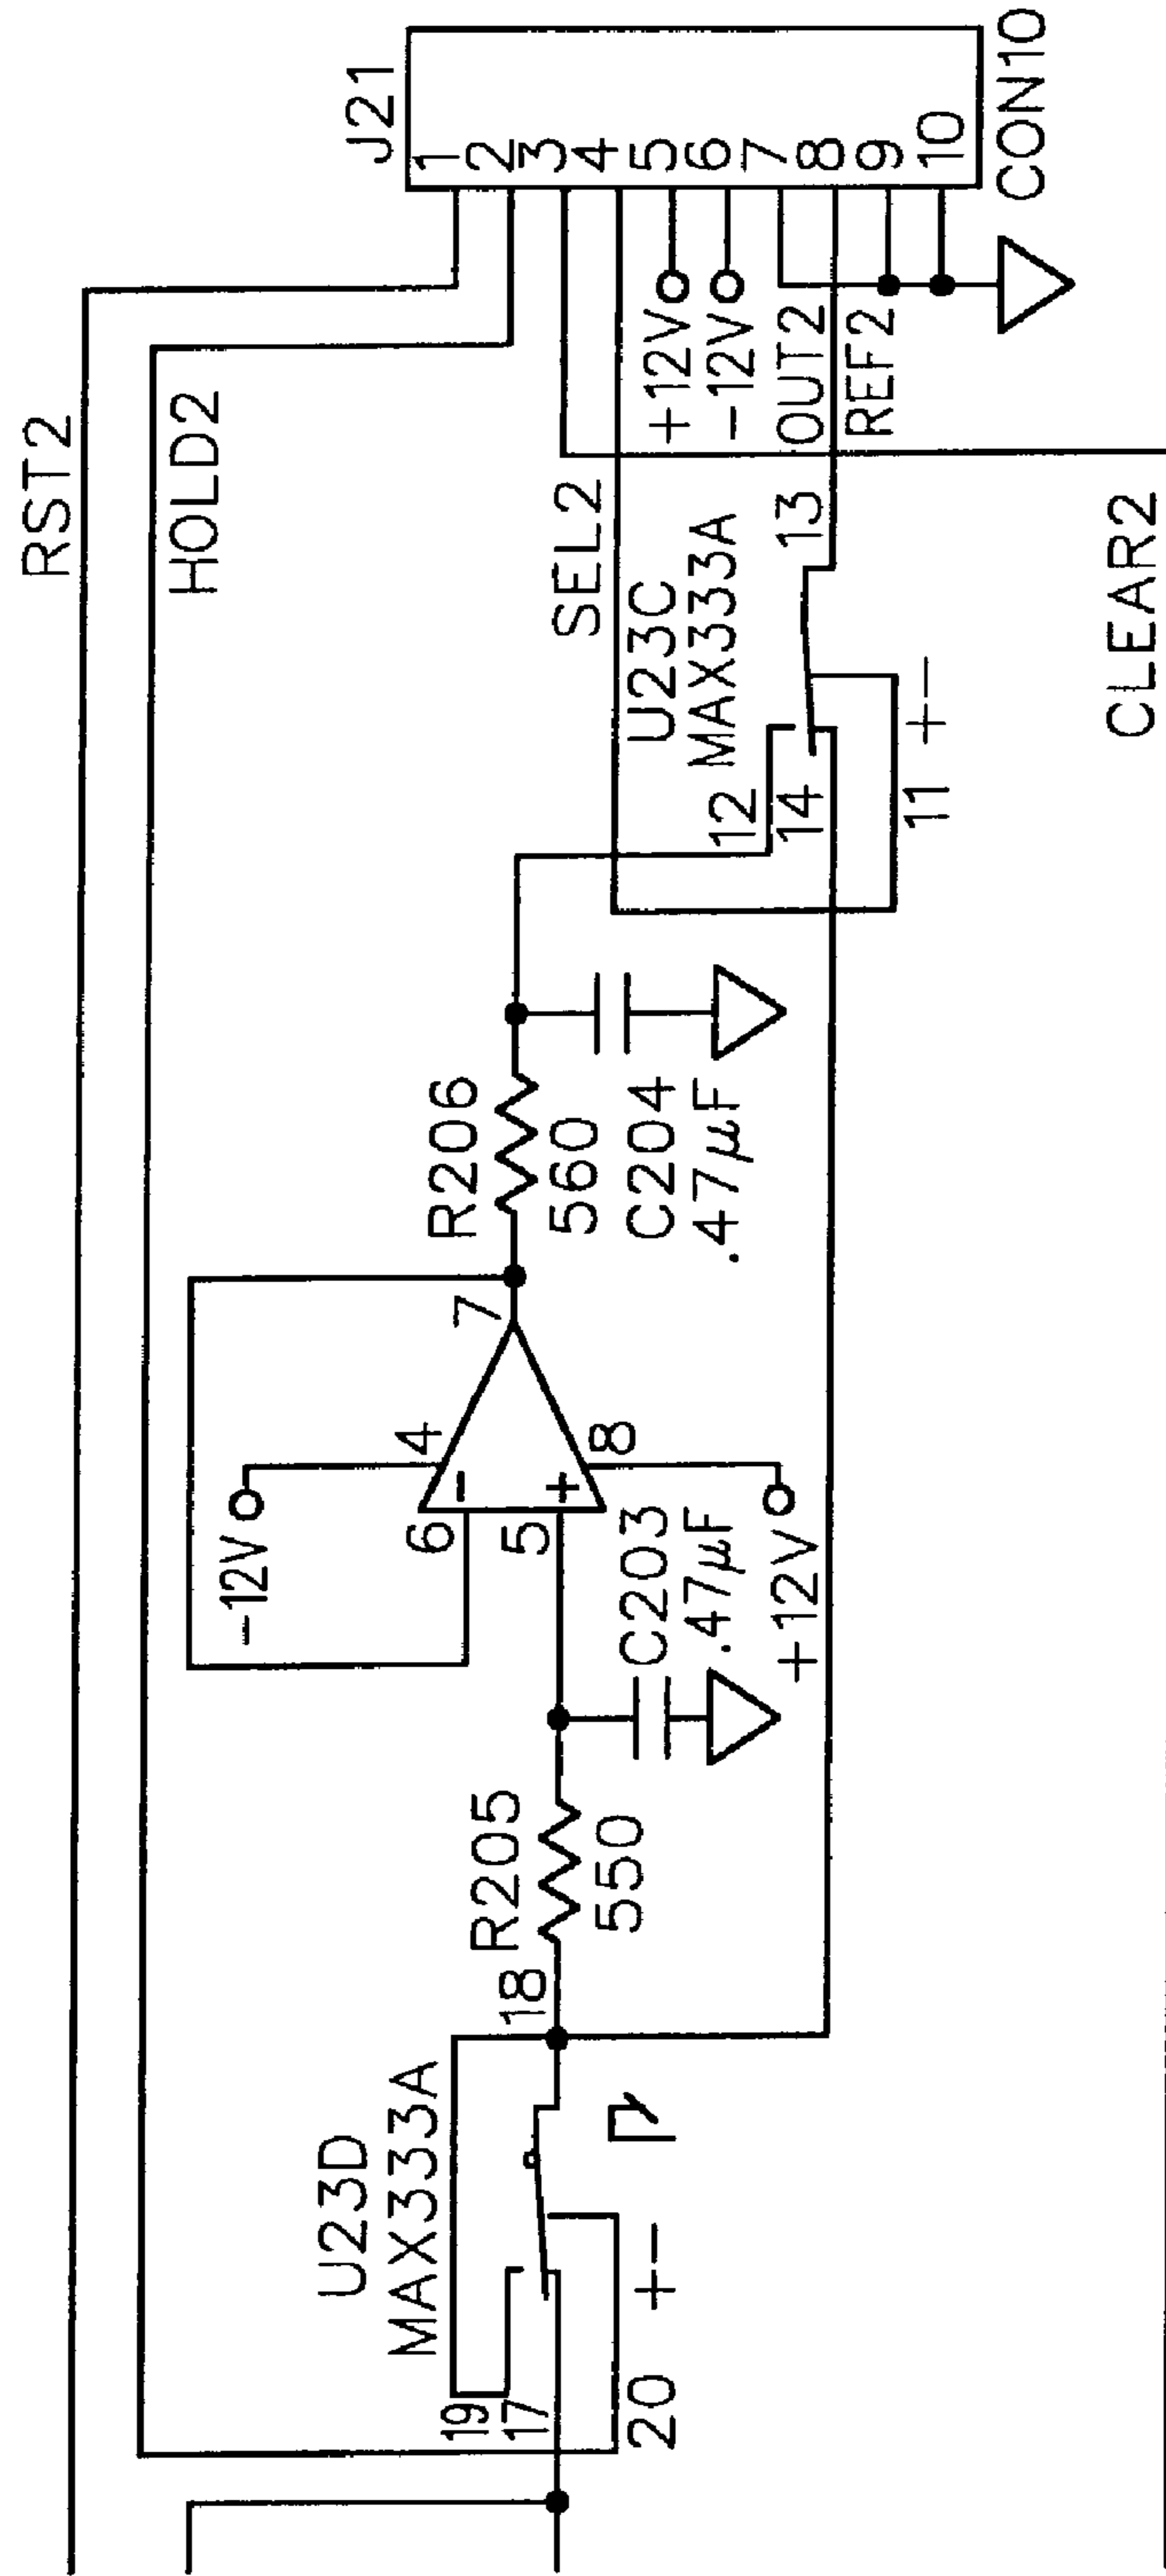 RST2
HOLD2
J21
1
2
3
4
5
6
7
8
9
10
CON10
+12V
-12V
OUT2
REF2
SEL2
CLEAR2
U23C
MAX333A
12
14
13
11
+-
R206
560
C204
.47µF
-12V
4
6
-
5
+
7
8
+12V
C203
.47µF
R205
550
18
U23D
MAX333A
19
17
20
+-